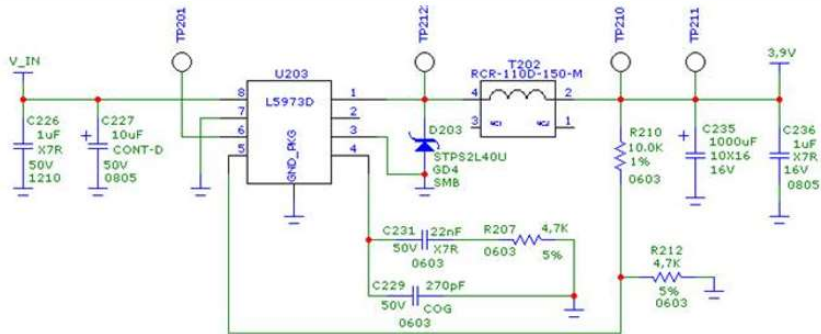 TP201
TP212
TP210
TP211
V_IN
U203
T202
RCR-110D-150-M
3,9V
L5973D
8
7
6
5
1
2
3
4
GND_PKG
4
2
3
1
NC1
NC2
C226
1uF
X7R
50V
1210
C227
10uF
CONT-D
50V
0805
+
D203
STPS2L40U
GD4
SMB
R210
10.0K
1%
0603
C235
1000uF
10X16
16V
+
C236
1uF
X7R
16V
0805
C231
22nF
50V
X7R
0603
R207
4,7K
0603
5%
C229
270pF
50V
COG
0603
R212
4,7K
5%
0603